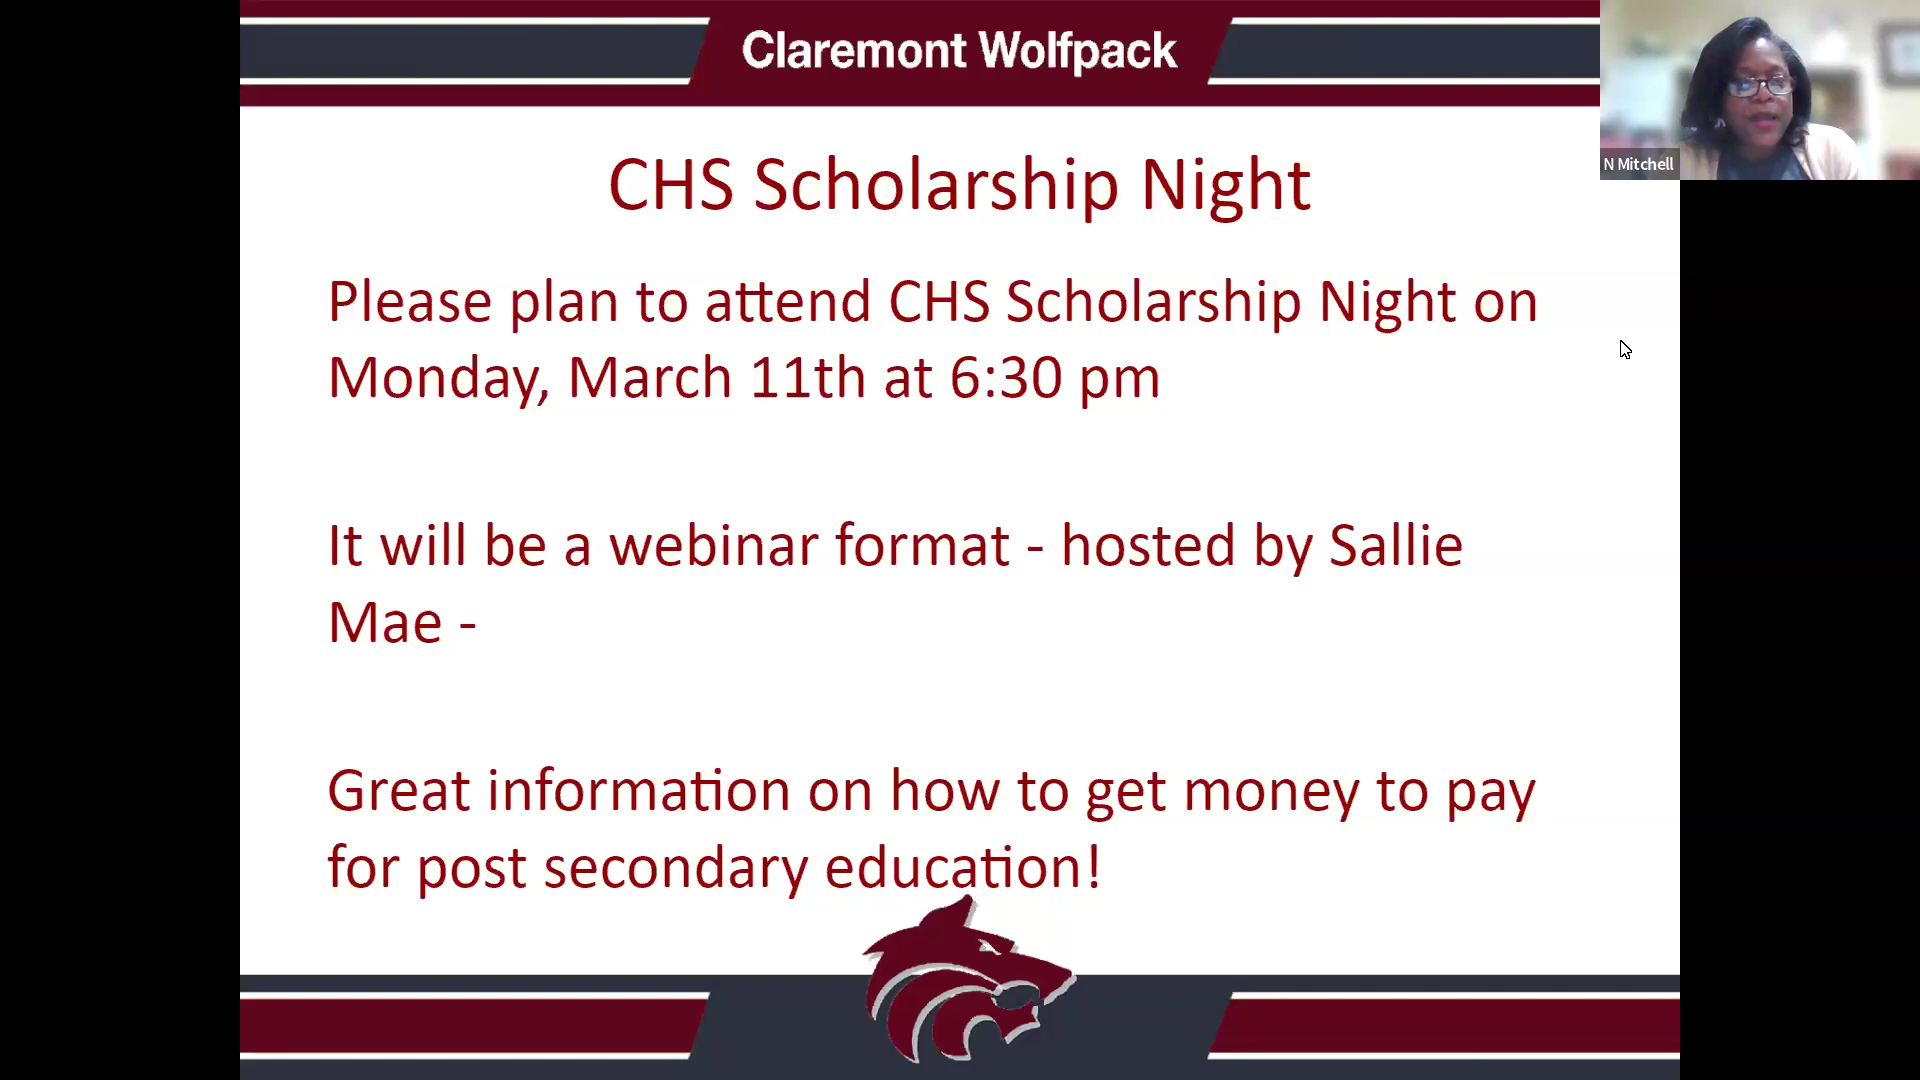 Claremont Wolfpack
N Mitchell
CHS Scholarship Night
Please plan to attend CHS Scholarship Night on
Monday, March 11th at 6:30 pm
It will be a webinar format - hosted by Sallie
Mae -
Great information on how to get money to pay
for post secondary education!